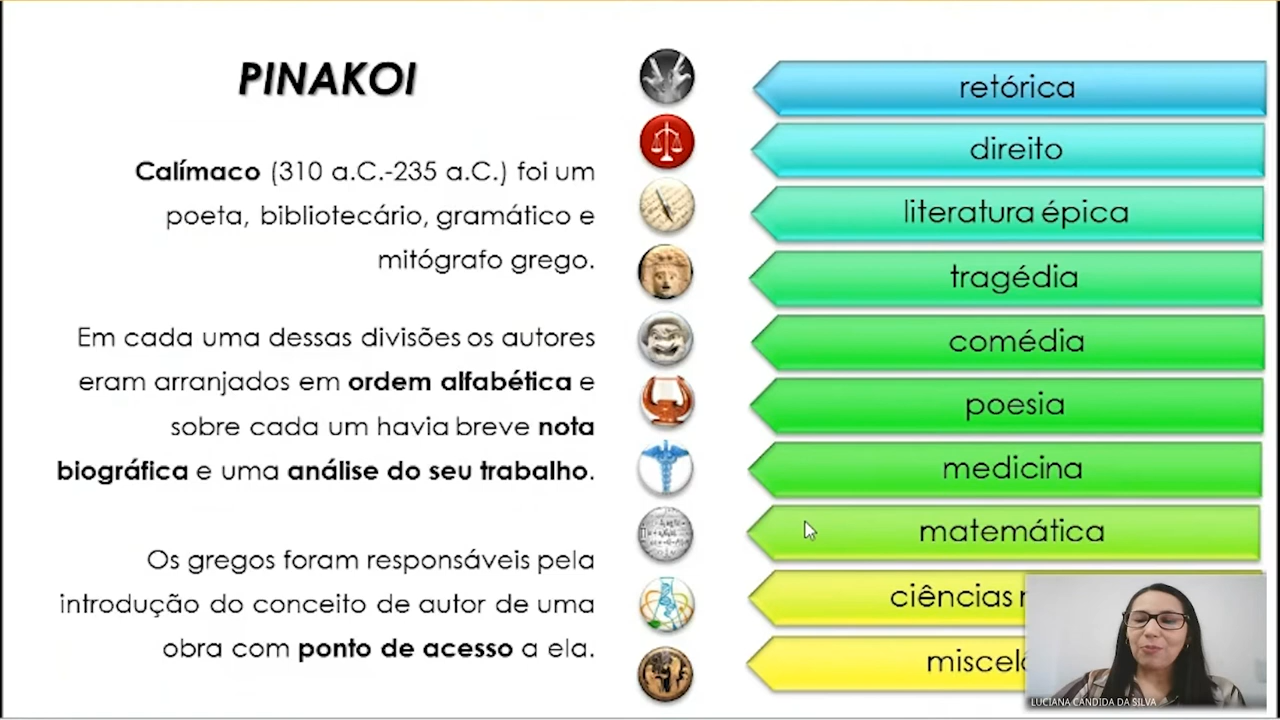 PINAKOI
Calímaco (310 a.C.-235 a.C.) foi um
poeta, bibliotecário, gramático e
mitógrafo grego.
Em cada uma dessas divisões os autores
eram arranjados em ordem alfabética e
sobre cada um havia breve nota
biográfica e uma análise do seu trabalho.
Os gregos foram responsáveis pela
introdução do conceito de autor de uma
obra com ponto de acesso a ela.
retórica
direito
literatura épica
tragédia
comédia
poesia
medicina
matemática
ciências
LUCIANA CANDIDA DA SILVA